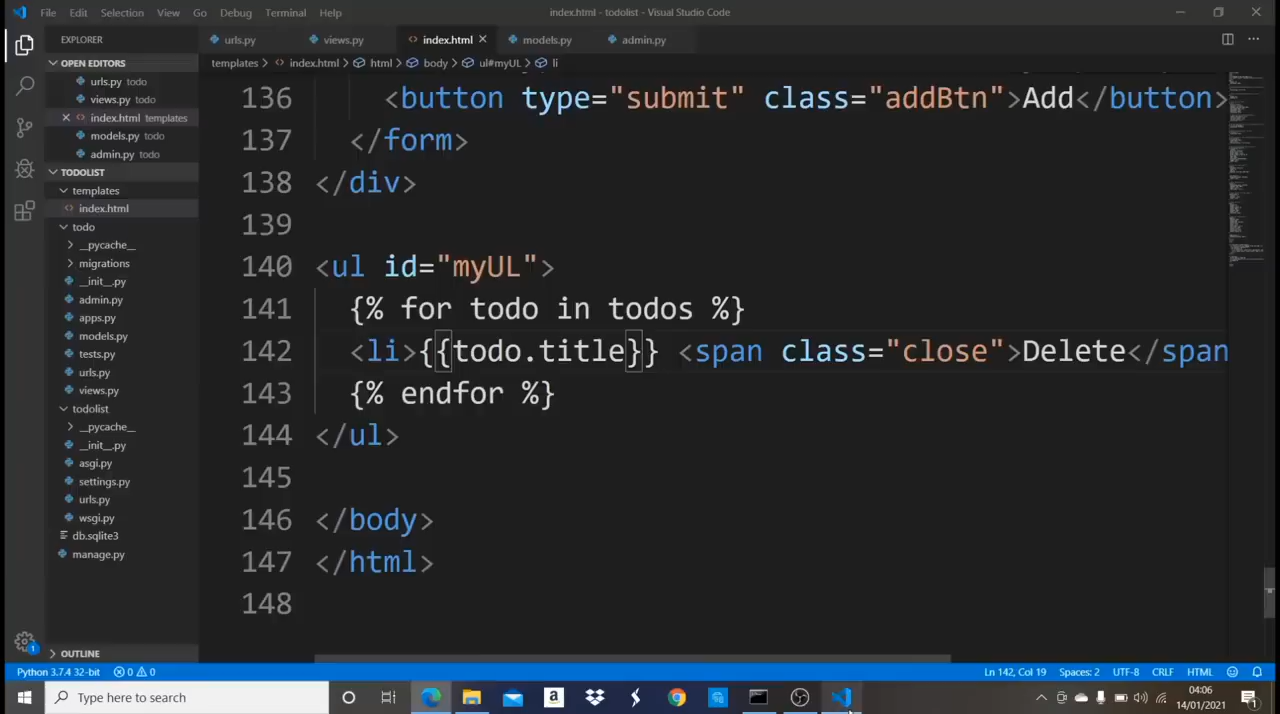 File Edit Selection View Go Debug Terminal Help
index.html - todolist - Visual Studio Code
EXPLORER
urls.py views.py index.html models.py admin.py
OPEN EDITORS
urls.py todo
views.py todo
index.html templates
models.py todo
admin.py todo
TODOLIST
templates
index.html
todo
__pycache__
migrations
__init__.py
admin.py
apps.py
models.py
tests.py
urls.py
views.py
todolist
__pycache__
__init__.py
asgi.py
settings.py
urls.py
wsgi.py
db.sqlite3
manage.py
OUTLINE
templates > index.html > html > body > ul#myUL > li
136 <button type="submit" class="addBtn">Add</button>
137 </form>
138 </div>
139
140 <ul id="myUL">
141 {% for todo in todos %}
142 <li>{{todo.title}} <span class="close">Delete</span
143 {% endfor %}
144 </ul>
145
146 </body>
147 </html>
148
Python 3.7.4 32-bit 0 0 Ln 142, Col 19 Spaces: 2 UTF-8 CRLF HTML
1
Type here to search
a
04:06
14/01/2021
1